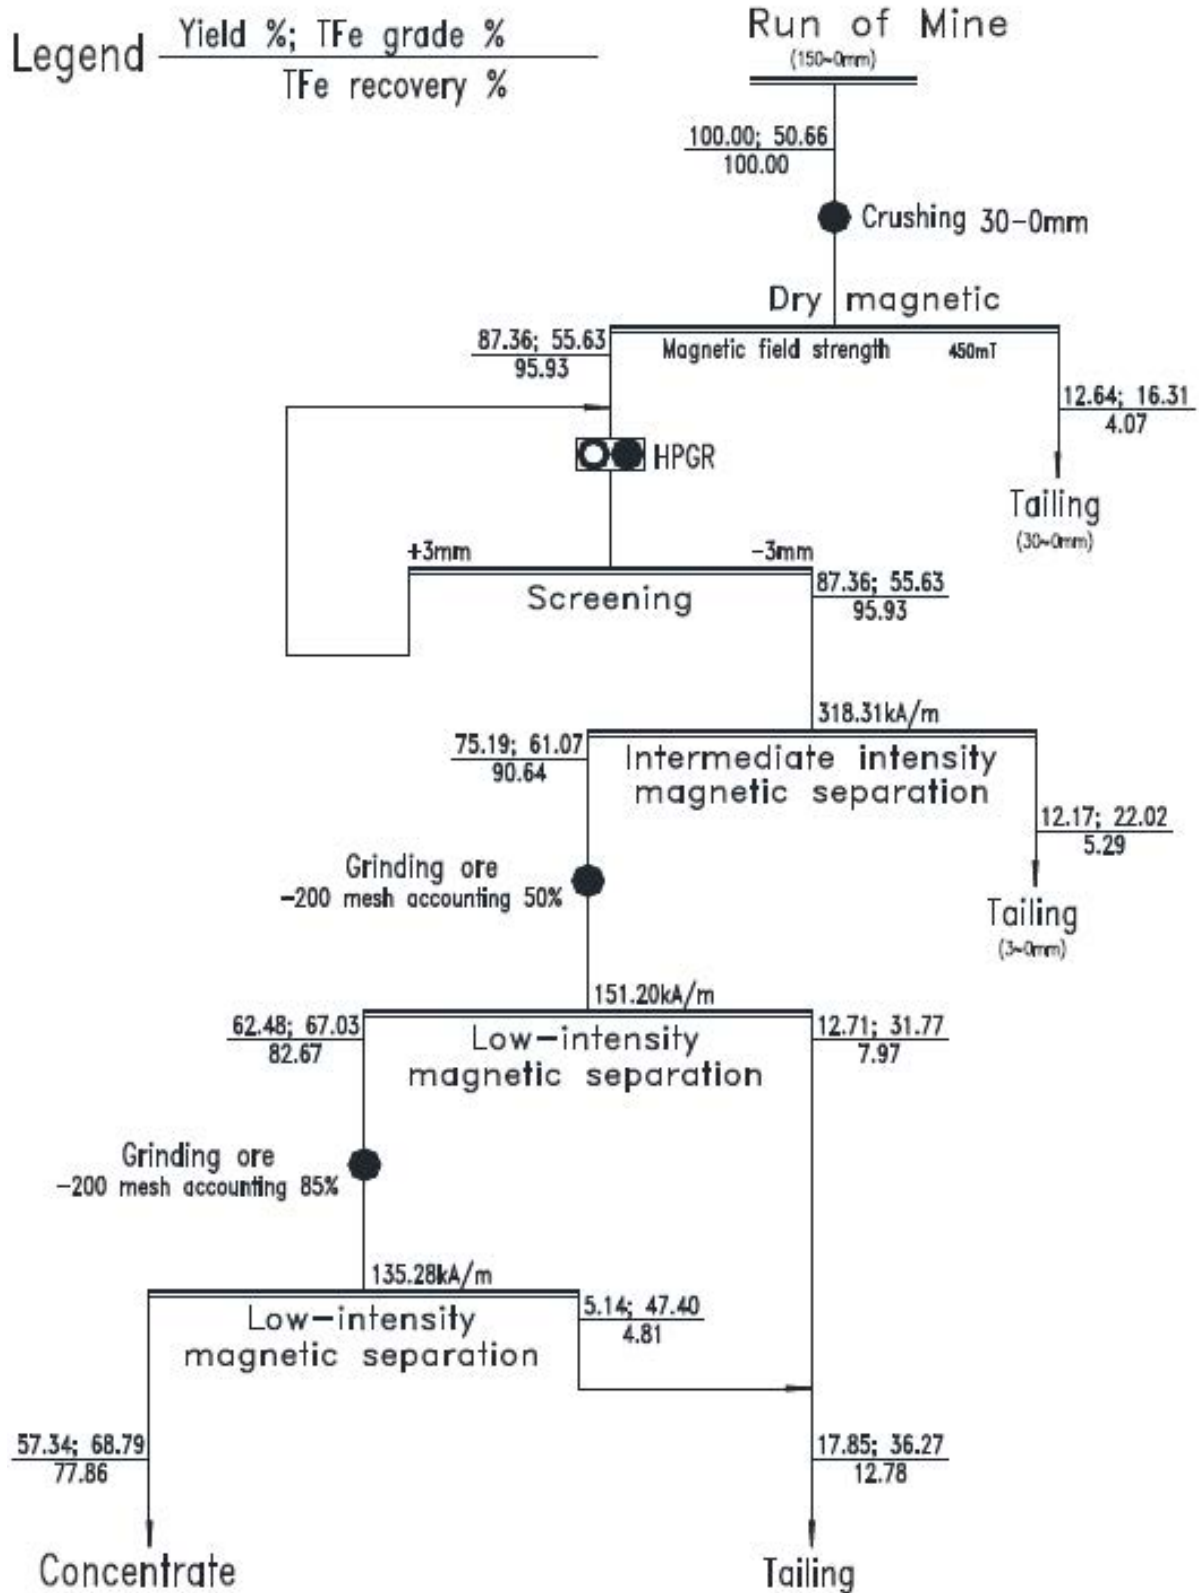 Legend
Yield %; TFe grade %
TFe recovery %
Run of Mine
(150~0mm)
100.00; 50.66
100.00
Crushing 30-0mm
Dry magnetic
Magnetic field strength 450mT
87.36; 55.63
95.93
12.64; 16.31
4.07
HPGR
Tailing
(30~0mm)
+3mm
-3mm
Screening
87.36; 55.63
95.93
318.31kA/m
75.19; 61.07
90.64
Intermediate intensity
magnetic separation
12.17; 22.02
5.29
Grinding ore
-200 mesh accounting 50%
Tailing
(3~0mm)
151.20kA/m
62.48; 67.03
82.67
Low-intensity
magnetic separation
12.71; 31.77
7.97
Grinding ore
-200 mesh accounting 85%
135.28kA/m
Low-intensity
magnetic separation
5.14; 47.40
4.81
57.34; 68.79
77.86
17.85; 36.27
12.78
Concentrate
Tailing